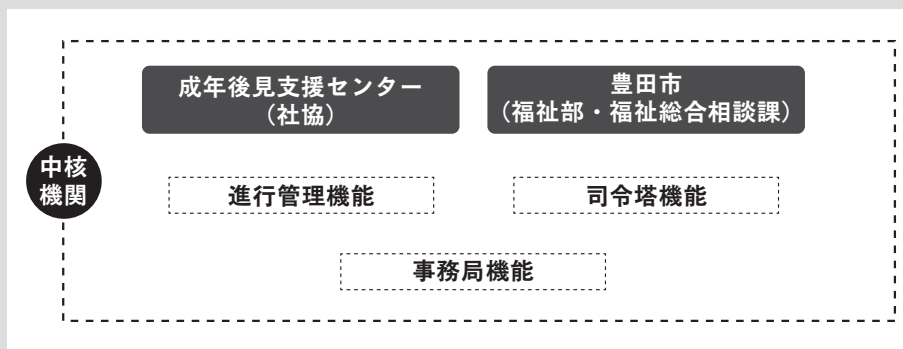 成年後見支援センター
（社協）
豊田市
（福祉部・福祉総合相談課）
中核
機関
進行管理機能
司令塔機能
事務局機能